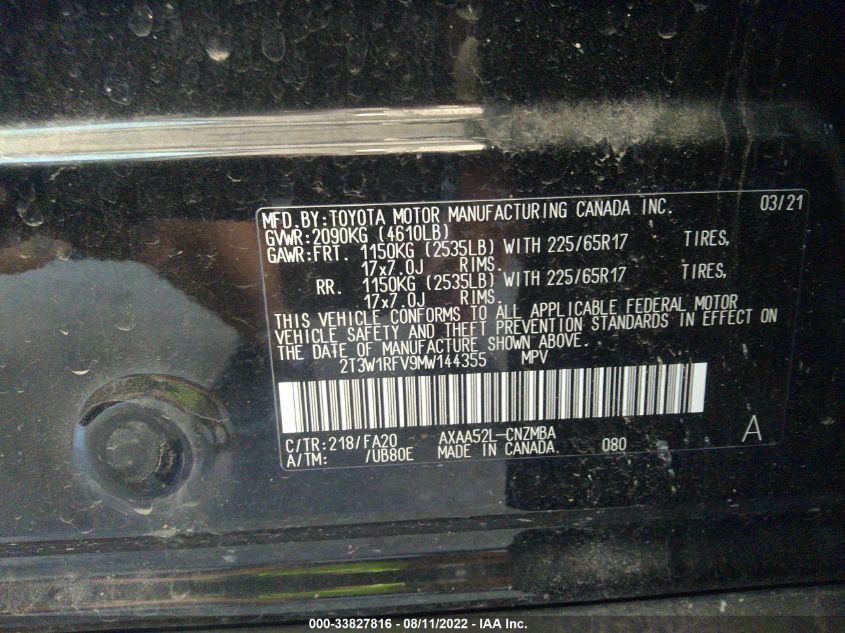 MFD.BY:TOYOTA MOTOR MANUFACTURING CANADA INC. 03/21
GVWR:2090KG (4610LB)
GAWR:FRT. 1150KG (2535LB) WITH 225/65R17 TIRES,
17x7.0J RIMS.
RR. 1150KG (2535LB) WITH 225/65R17 TIRES,
17x7.0J RIMS.
THIS VEHICLE CONFORMS TO ALL APPLICABLE FEDERAL MOTOR
VEHICLE SAFETY AND THEFT PREVENTION STANDARDS IN EFFECT ON
THE DATE OF MANUFACTURE SHOWN ABOVE.
2T3W1RFV9MW144355 MPV
C/TR:218/FA20 AXAA52L-CNZMBA
A/TM: /UB80E MADE IN CANADA. 080 A
000-33827816 - 08/11/2022 - IAA Inc.